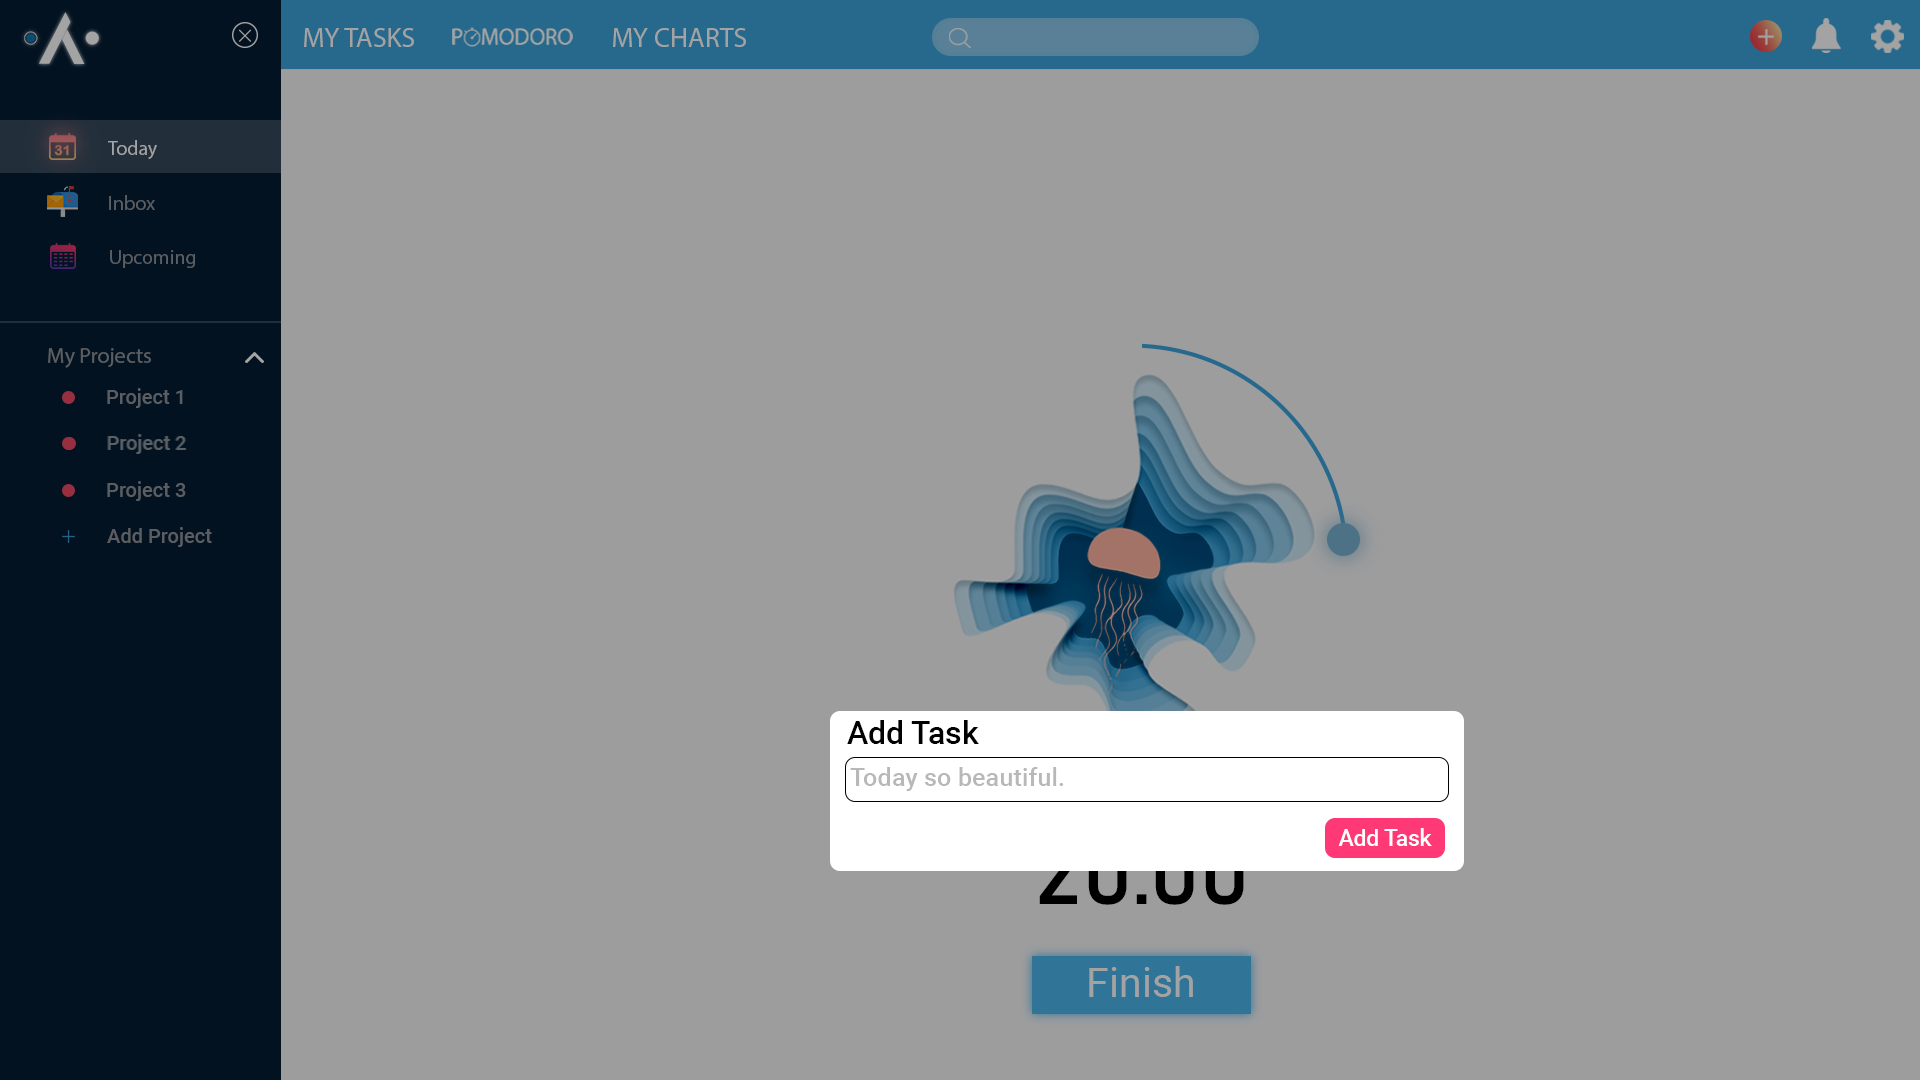 MY TASKS
POMODORO
MY CHARTS
31
Today
Inbox
Upcoming
My Projects
Project 1
Project 2
Project 3
+ Add Project
Add Task
Today so beautiful.
Add Task
Finish